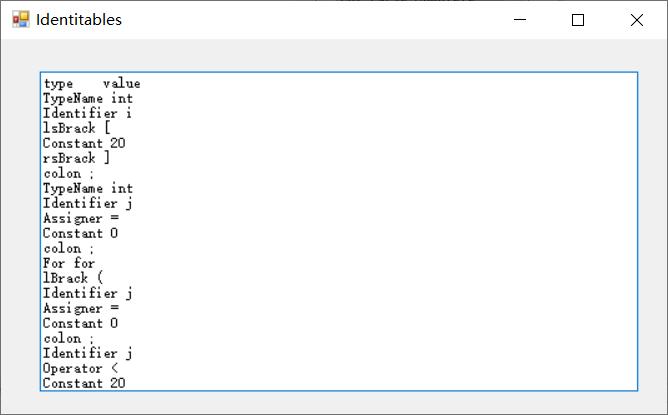 Identitables
type    value
TypeName int
Identifier i
lsBrack [
Constant 20
rsBrack ]
colon ;
TypeName int
Identifier j
Assigner =
Constant 0
colon ;
For for
lBrack (
Identifier j
Assigner =
Constant 0
colon ;
Identifier j
Operator <
Constant 20